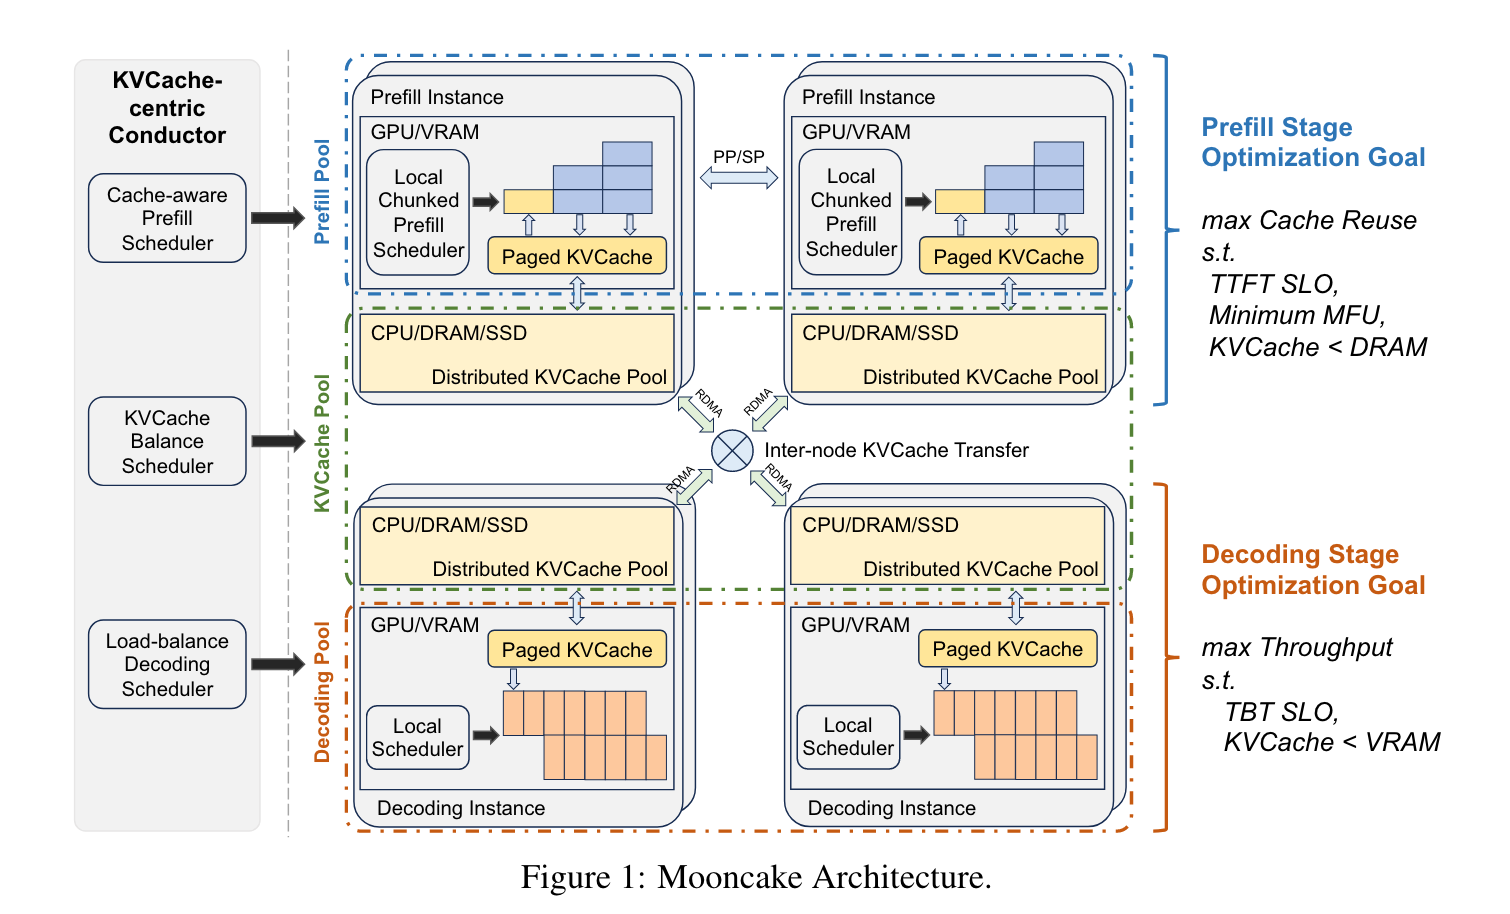 KVCache-
centric
Conductor
Cache-aware
Prefill
Scheduler
KVCache
Balance
Scheduler
Load-balance
Decoding
Scheduler
Prefill Pool
KVCache Pool
Decoding Pool
Prefill Instance
GPU/VRAM
Local
Chunked
Prefill
Scheduler
Paged KVCache
CPU/DRAM/SSD
Distributed KVCache Pool
PP/SP
Prefill Instance
GPU/VRAM
Local
Chunked
Prefill
Scheduler
Paged KVCache
CPU/DRAM/SSD
Distributed KVCache Pool
RDMA
RDMA
Inter-node KVCache Transfer
RDMA
RDMA
CPU/DRAM/SSD
Distributed KVCache Pool
GPU/VRAM
Paged KVCache
Local
Scheduler
Decoding Instance
CPU/DRAM/SSD
Distributed KVCache Pool
GPU/VRAM
Paged KVCache
Local
Scheduler
Decoding Instance
Prefill Stage
Optimization Goal
max Cache Reuse
s.t.
TTFT SLO,
Minimum MFU,
KVCache < DRAM
Decoding Stage
Optimization Goal
max Throughput
s.t.
TBT SLO,
KVCache < VRAM
Figure 1: Mooncake Architecture.